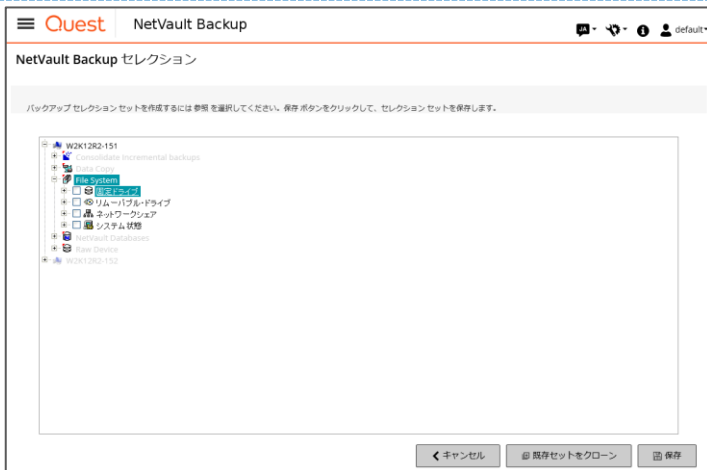 Quest NetVault Backup JA default
NetVault Backup セレクション
バックアップ セレクション セットを作成するには 参照 を選択してください。保存 ボタンをクリックして、セレクション セットを保存します。
W2K12R2-151
Consolidate incremental backups
Data Copy
File System
固定ドライブ
リムーバブル・ドライブ
ネットワークシェア
システム状態
NetVault Databases
Raw Device
W2K12R2-152
キャンセル 既存セットをクローン 保存